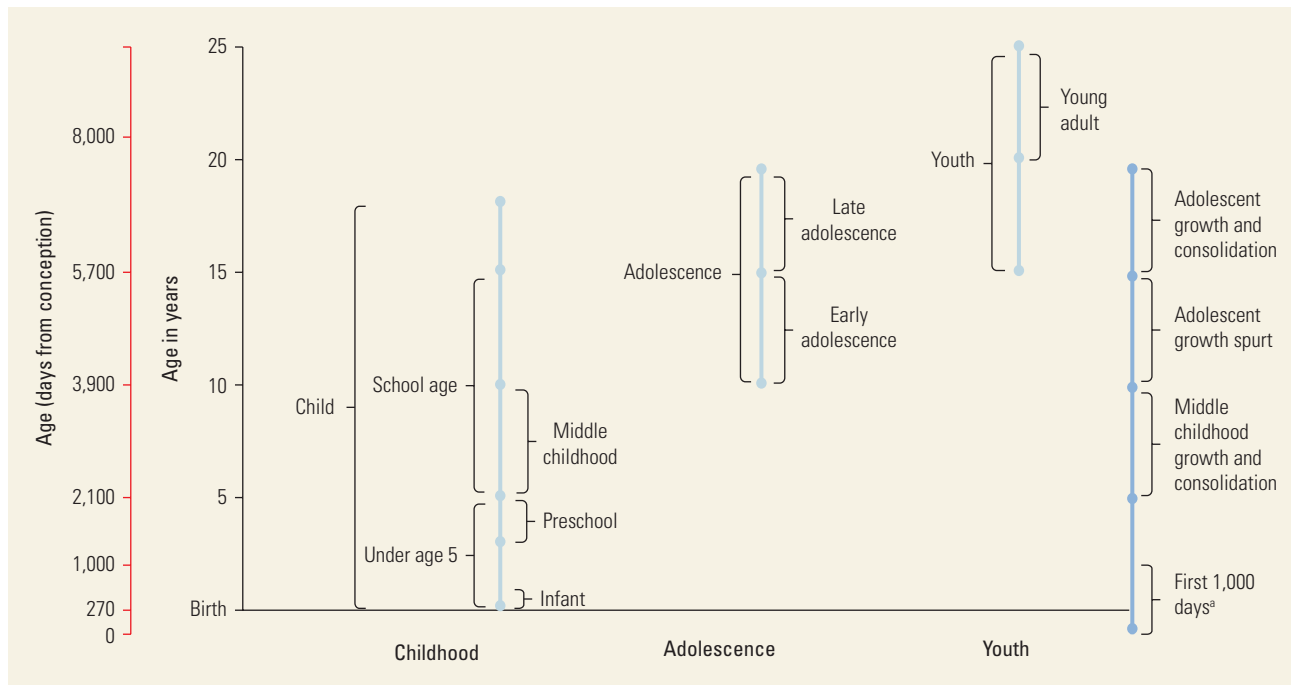 Age (days from conception)
8,000
5,700
3,900
2,100
1,000
270
0
Age in years
25
20
15
10
5
Birth
Child
School age
Under age 5
Middle
childhood
Preschool
Infant
Childhood
Adolescence
Late
adolescence
Early
adolescence
Adolescence
Youth
Young
adult
Youth
Adolescent
growth and
consolidation
Adolescent
growth spurt
Middle
childhood
growth and
consolidation
First 1,000
daysᵃ